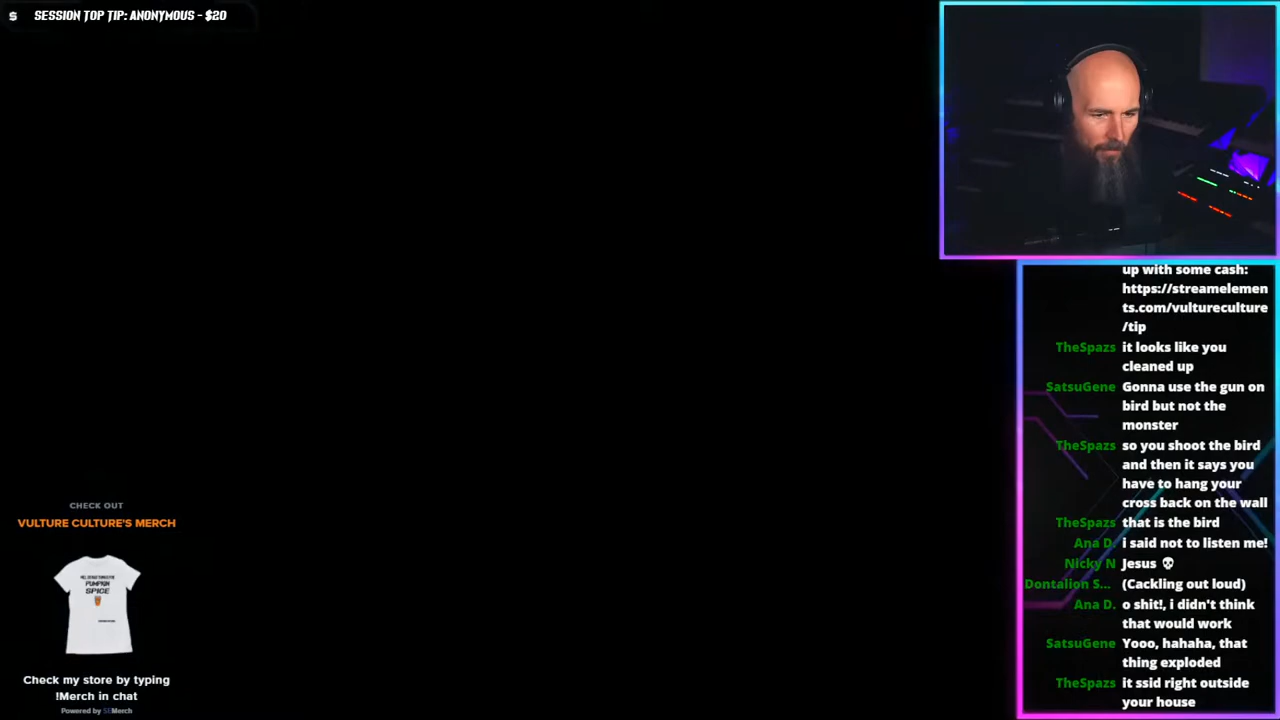 $ SESSION TOP TIP: ANONYMOUS - $20
up with some cash:
https://streamelemen
ts.com/vultureculture
/tip
TheSpazs it looks like you
cleaned up
SatsuGene Gonna use the gun on
bird but not the
monster
TheSpazs so you shoot the bird
and then it says you
have to hang your
cross back on the wall
TheSpazs that is the bird
Ana D. i said not to listen me!
Nicky N Jesus 💀
Dontalion S... (Cackling out loud)
Ana D. o shit!, i didn't think
that would work
SatsuGene Yooo, hahaha, that
thing exploded
TheSpazs it ssid right outside
your house
CHECK OUT
VULTURE CULTURE'S MERCH
PUMPKIN
SPICE
Check my store by typing
!Merch in chat
Powered by SEMerch